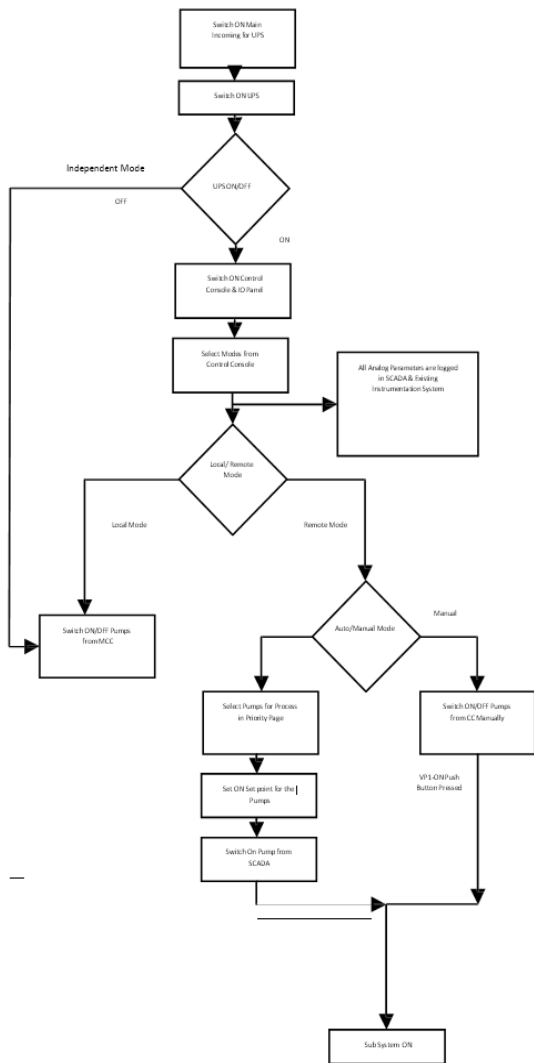 Switch ON Main
Incoming for UPS
Switch ON UPS
Independent Mode
UPS ON/OFF
OFF
ON
Switch ON Control
Console & IO Panel
Select Modes from
Control Console
All Analog Parameters are logged
in SCADA & Existing
Instrumentation System
Local/ Remote
Mode
Local Mode
Remote Mode
Switch ON/OFF Pumps
from MCC
Auto/Manual Mode
Manual
Select Pumps for Process
in Priority Page
Switch ON/OFF Pumps
from CC Manually
Set ON Set point for the
Pumps
VP1-ON Push
Button Pressed
Switch On Pump from
SCADA
Sub System ON